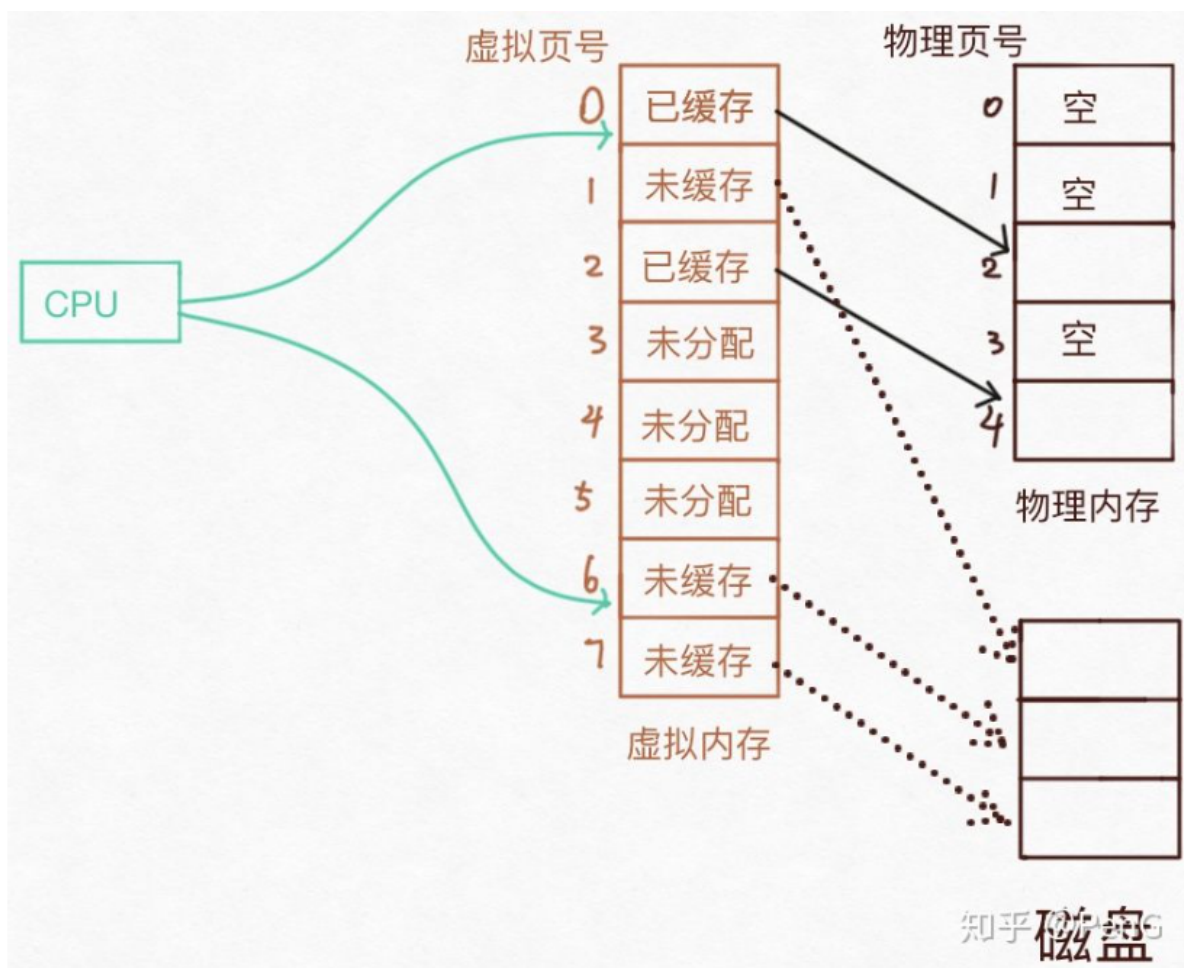 虚拟页号
物理页号
0 已缓存
1 未缓存
2 已缓存
3 未分配
4 未分配
5 未分配
6 未缓存
7 未缓存
虚拟内存
CPU
0 空
1 空
2
3 空
4
物理内存
磁盘
知乎